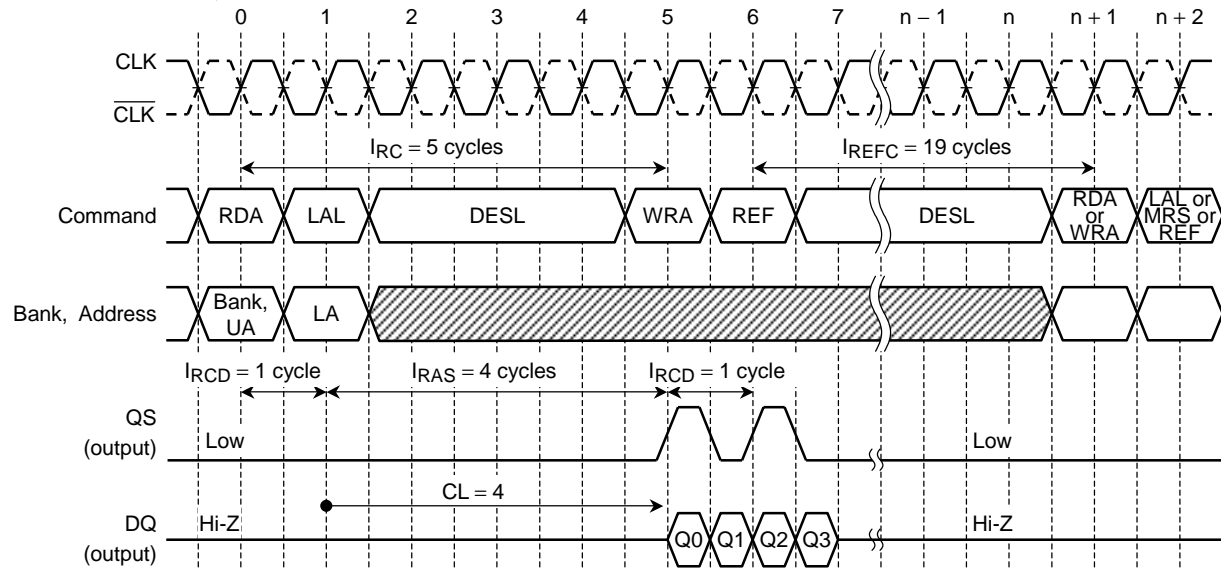 0 1 2 3 4 5 6 7 n – 1 n n + 1 n + 2
CLK
CLK
IRC = 5 cycles
IREFC = 19 cycles
Command
RDA
LAL
DESL
WRA
REF
DESL
RDA
or
WRA
LAL or
MRS or
REF
Bank, Address
Bank,
UA
LA
IRCD = 1 cycle
IRAS = 4 cycles
IRCD = 1 cycle
QS
(output)
Low
Low
CL = 4
DQ
(output)
Hi-Z
Q0 Q1 Q2 Q3
Hi-Z